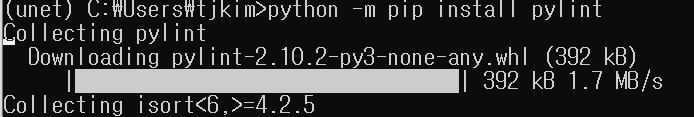 (unet) C:₩Users₩tjkim>python -m pip install pylint
Collecting pylint
  Downloading pylint-2.10.2-py3-none-any.whl (392 kB)
     |████████████████████████████████| 392 kB 1.7 MB/s
Collecting isort<6,>=4.2.5